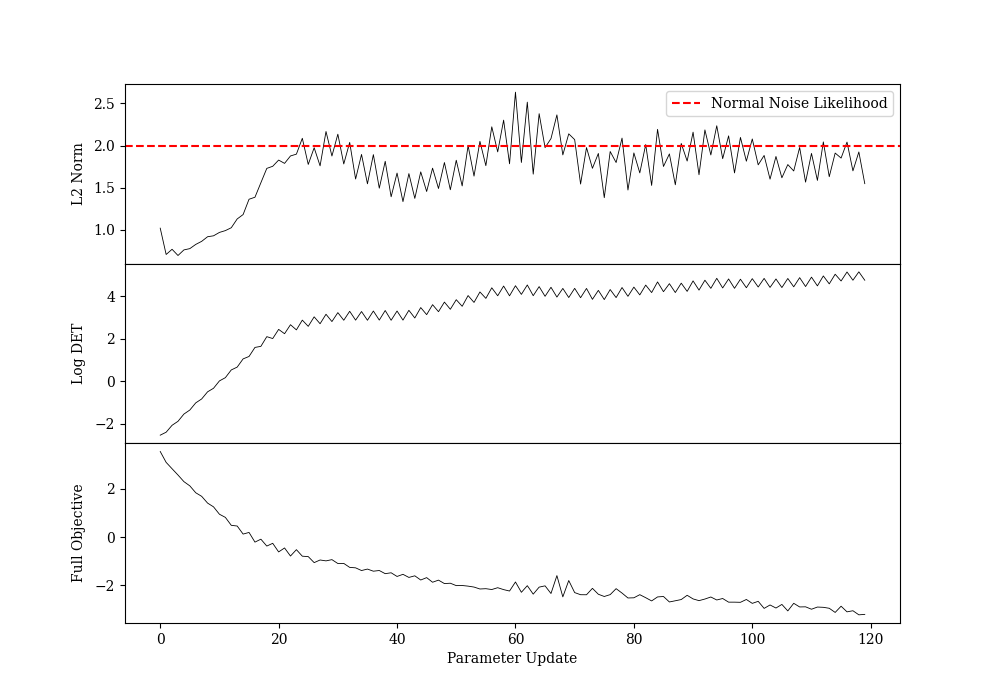 2.5
2.0
1.5
1.0
L2 Norm
Normal Noise Likelihood
4
2
0
−2
Log DET
2
0
−2
Full Objective
0 20 40 60 80 100 120
Parameter Update